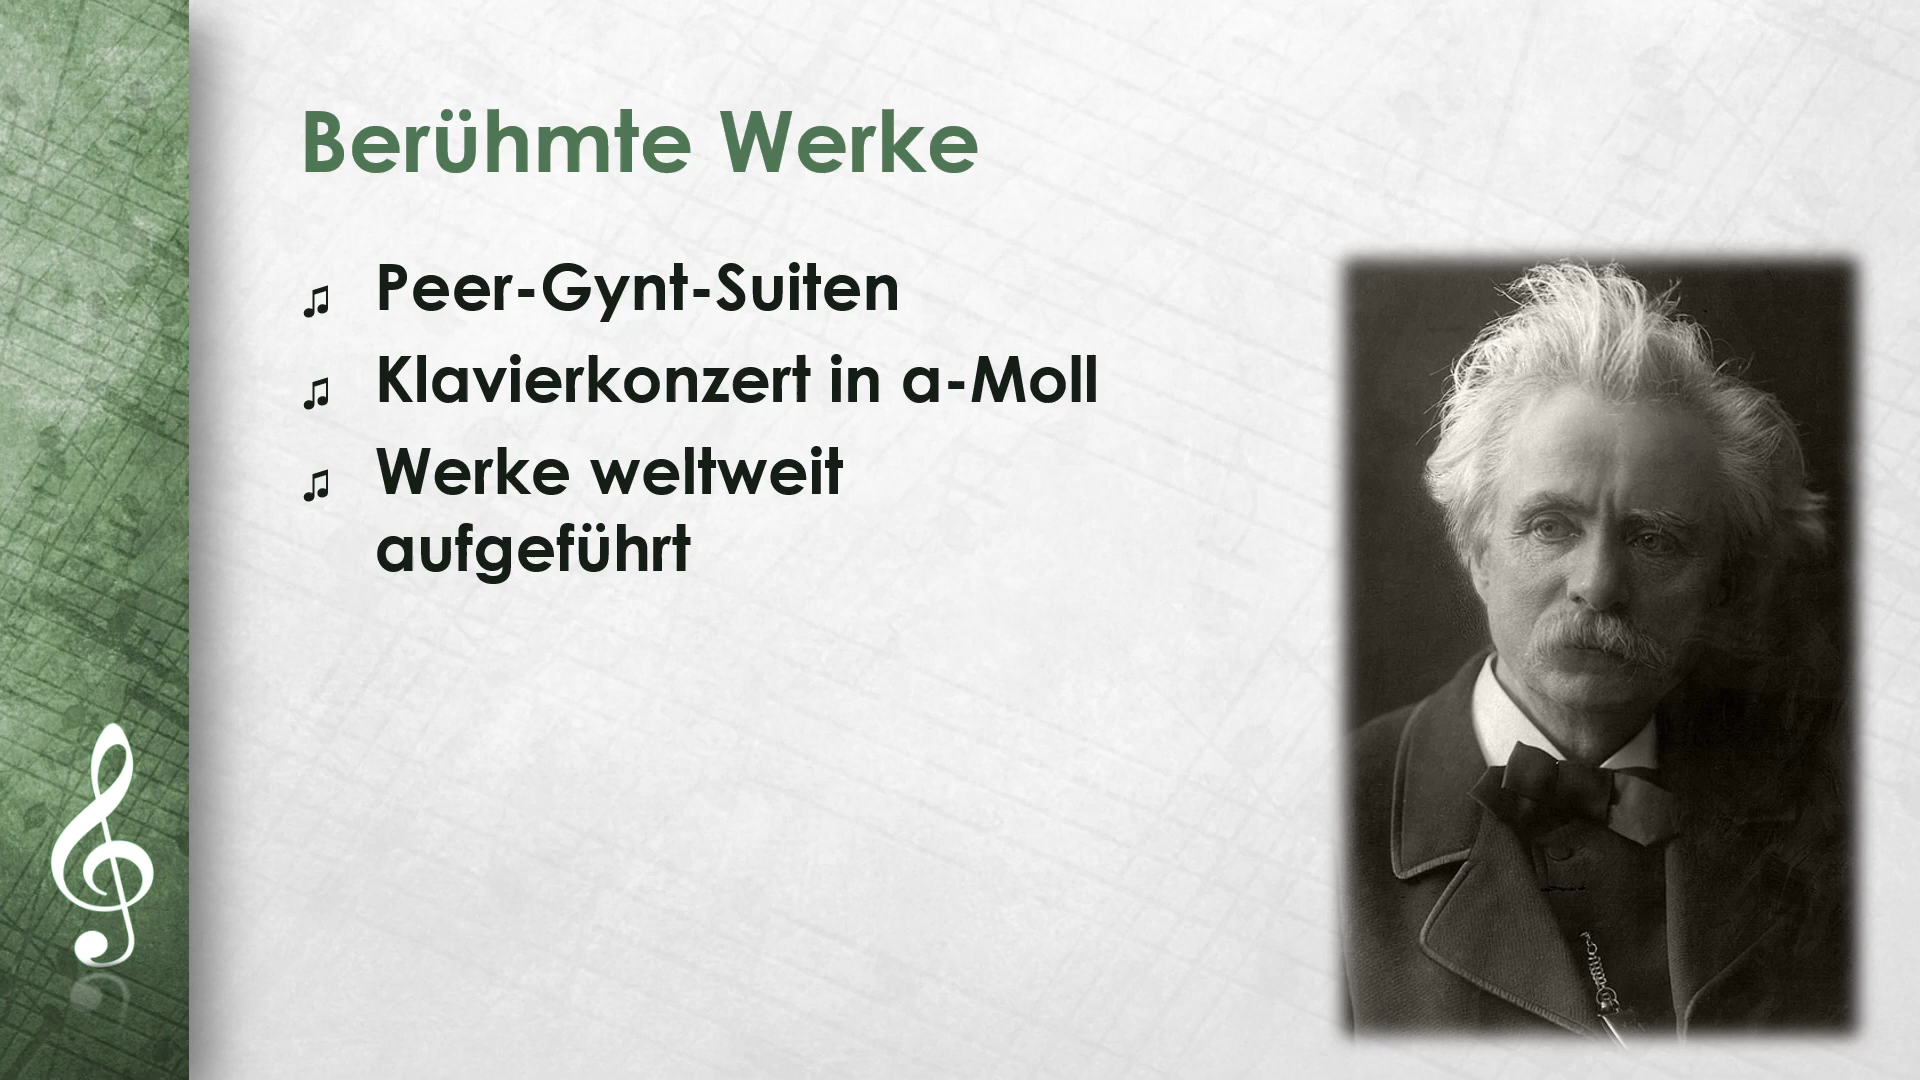 Berühmte Werke
♫ Peer-Gynt-Suiten
♫ Klavierkonzert in a-Moll
♫ Werke weltweit
aufgeführt